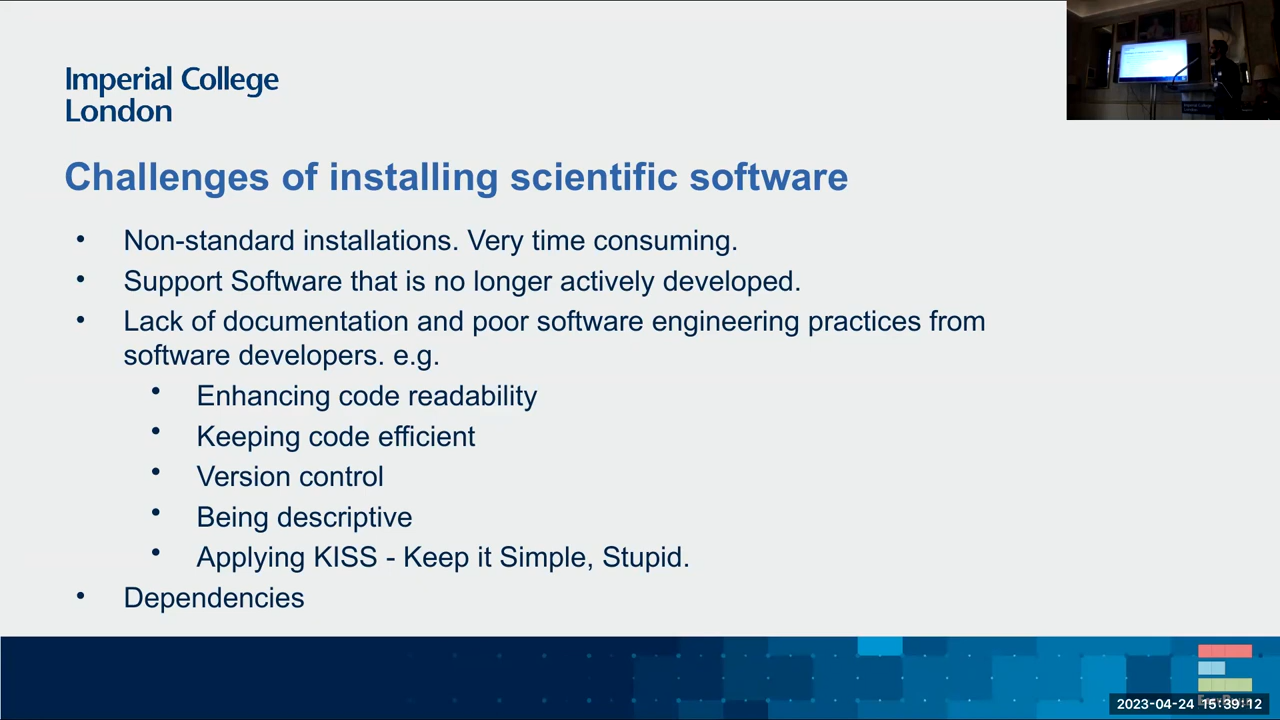 Imperial College
London
Challenges of installing scientific software
• Non-standard installations. Very time consuming.
• Support Software that is no longer actively developed.
• Lack of documentation and poor software engineering practices from
software developers. e.g.
• Enhancing code readability
• Keeping code efficient
• Version control
• Being descriptive
• Applying KISS - Keep it Simple, Stupid.
• Dependencies
2023-04-24 15:39:12